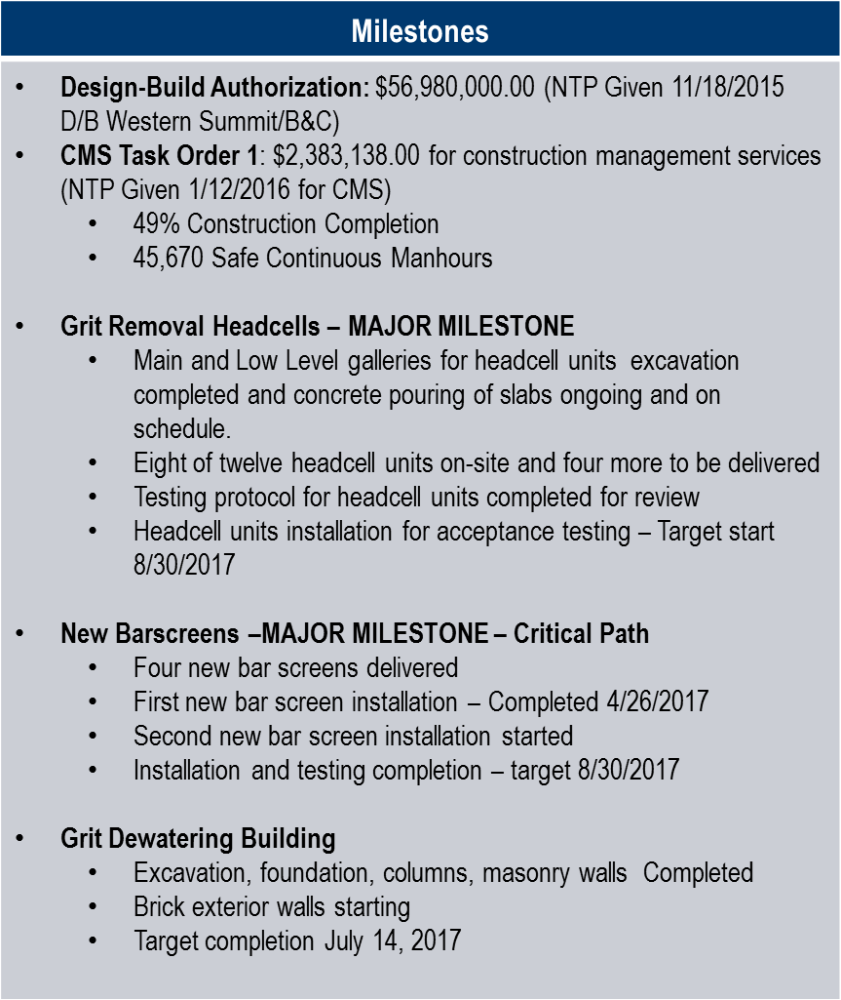 Milestones
• Design-Build Authorization: $56,980,000.00 (NTP Given 11/18/2015
D/B Western Summit/B&C)
• CMS Task Order 1: $2,383,138.00 for construction management services
(NTP Given 1/12/2016 for CMS)
• 49% Construction Completion
• 45,670 Safe Continuous Manhours
• Grit Removal Headcells – MAJOR MILESTONE
• Main and Low Level galleries for headcell units excavation
completed and concrete pouring of slabs ongoing and on
schedule.
• Eight of twelve headcell units on-site and four more to be delivered
• Testing protocol for headcell units completed for review
• Headcell units installation for acceptance testing – Target start
8/30/2017
• New Barscreens –MAJOR MILESTONE – Critical Path
• Four new bar screens delivered
• First new bar screen installation – Completed 4/26/2017
• Second new bar screen installation started
• Installation and testing completion – target 8/30/2017
• Grit Dewatering Building
• Excavation, foundation, columns, masonry walls Completed
• Brick exterior walls starting
• Target completion July 14, 2017